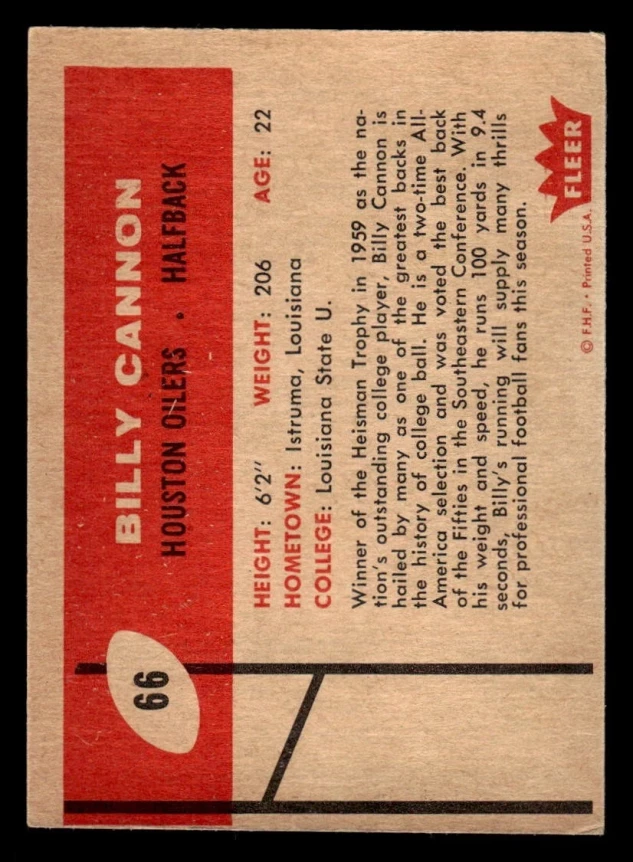 66
BILLY CANNON
HOUSTON OILERS • HALFBACK
HEIGHT: 6'2" WEIGHT: 206 AGE: 22
HOMETOWN: Istruma, Louisiana
COLLEGE: Louisiana State U.
Winner of the Heisman Trophy in 1959 as the na-
tion's outstanding college player, Billy Cannon is
hailed by many as one of the greatest backs in
the history of college ball. He is a two-time All-
America selection and was voted the best back
of the Fifties in the Southeastern Conference. With
his weight and speed, he runs 100 yards in 9.4
seconds, Billy's running will supply many thrills
for professional football fans this season.
FLEER
© F.H.F. • Printed U.S.A.